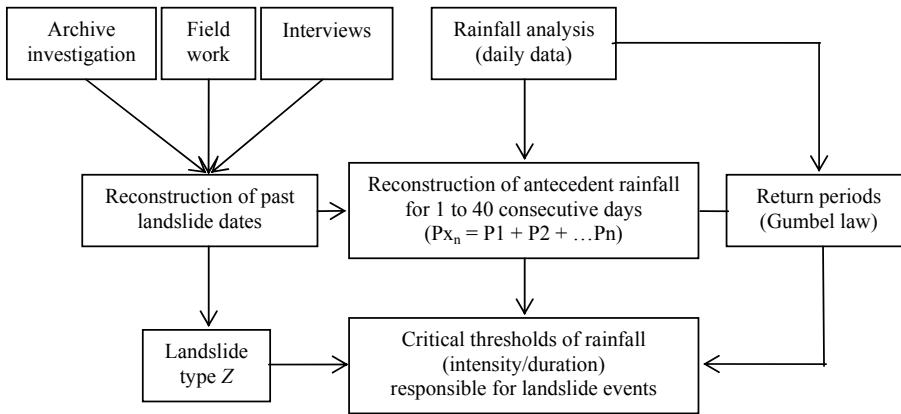 Archive
investigation
Field
work
Interviews
Rainfall analysis
(daily data)
Reconstruction of past
landslide dates
Reconstruction of antecedent rainfall
for 1 to 40 consecutive days
(Pxₙ = P1 + P2 + …Pn)
Return periods
(Gumbel law)
Landslide
type Z
Critical thresholds of rainfall
(intensity/duration)
responsible for landslide events